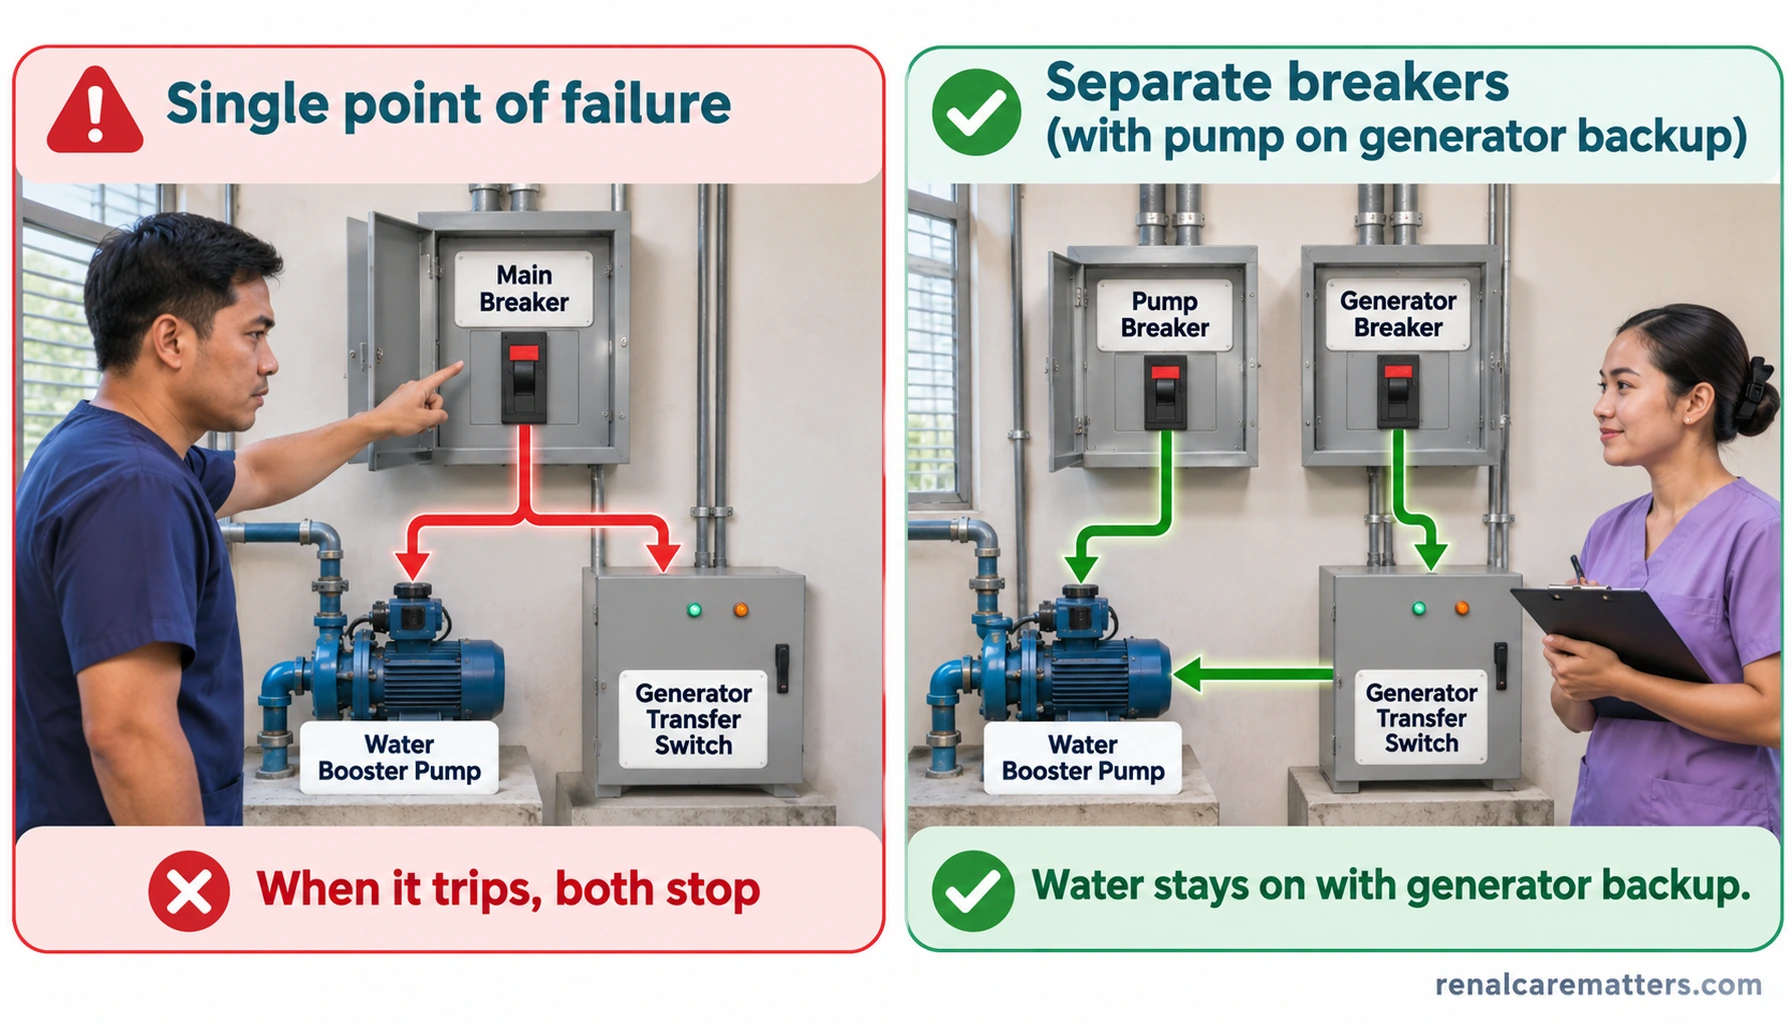 Single point of failure
Main
Breaker
Water
Booster Pump
Generator
Transfer
Switch
When it trips, both stop
Separate breakers
(with pump on generator backup)
Pump
Breaker
Generator
Breaker
Water
Booster Pump
Generator
Transfer
Switch
Water stays on with generator backup.
renalcarematters.com